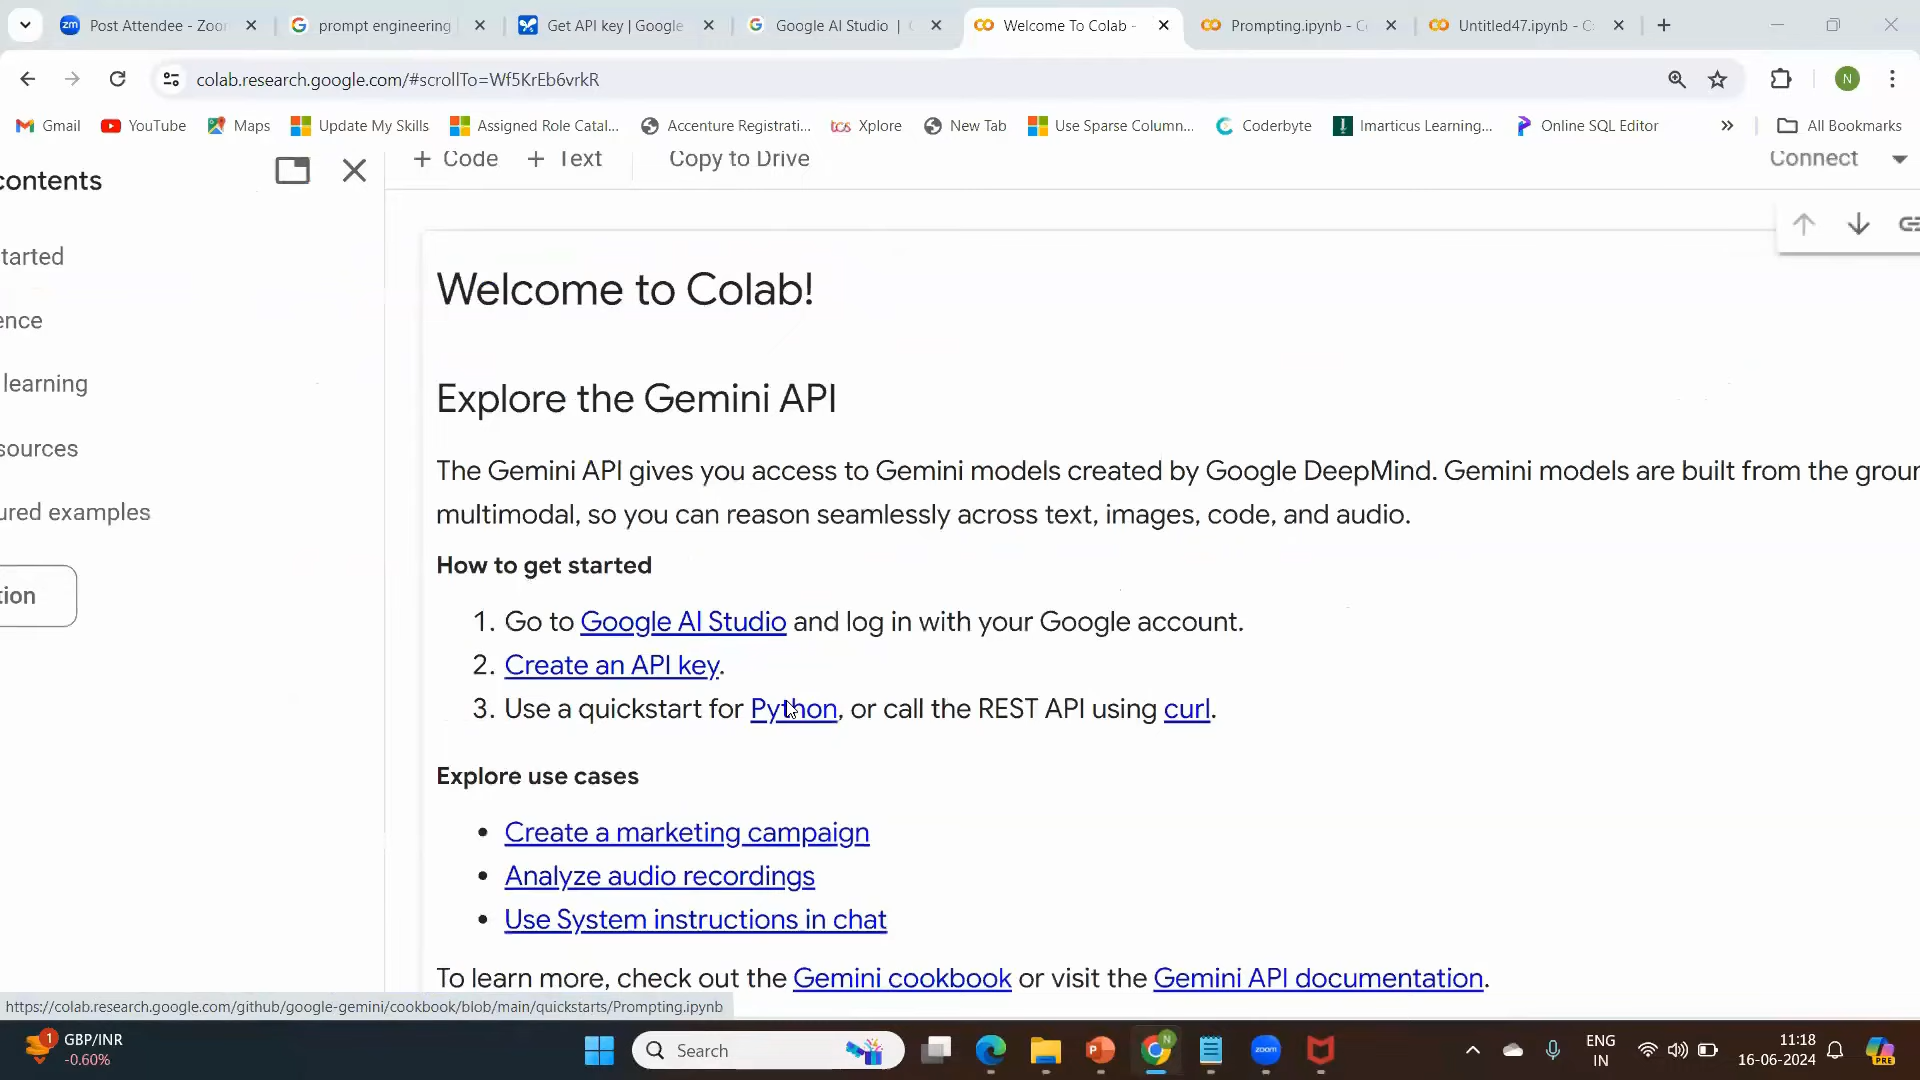 zm Post Attendee - Zoo
prompt engineering
Get API key | Google
Google AI Studio |
Welcome To Colab -
Prompting.ipynb - C
Untitled47.ipynb - C
colab.research.google.com/#scrollTo=Wf5KrEb6vrkR
N
Gmail
YouTube
Maps
Update My Skills
Assigned Role Catal...
Accenture Registrati...
tcs Xplore
New Tab
Use Sparse Column...
Coderbyte
Imarticus Learning...
Online SQL Editor
All Bookmarks
contents
tarted
ence
learning
sources
ured examples
tion
+ Code + Text Copy to Drive
Connect
Welcome to Colab!
Explore the Gemini API
The Gemini API gives you access to Gemini models created by Google DeepMind. Gemini models are built from the groun
multimodal, so you can reason seamlessly across text, images, code, and audio.
How to get started
1. Go to Google AI Studio and log in with your Google account.
2. Create an API key.
3. Use a quickstart for Python, or call the REST API using curl.
Explore use cases
• Create a marketing campaign
• Analyze audio recordings
• Use System instructions in chat
To learn more, check out the Gemini cookbook or visit the Gemini API documentation.
https://colab.research.google.com/github/google-gemini/cookbook/blob/main/quickstarts/Prompting.ipynb
1
GBP/INR
-0.60%
Search
N
zoom
ENG
IN
11:18
16-06-2024
PRE